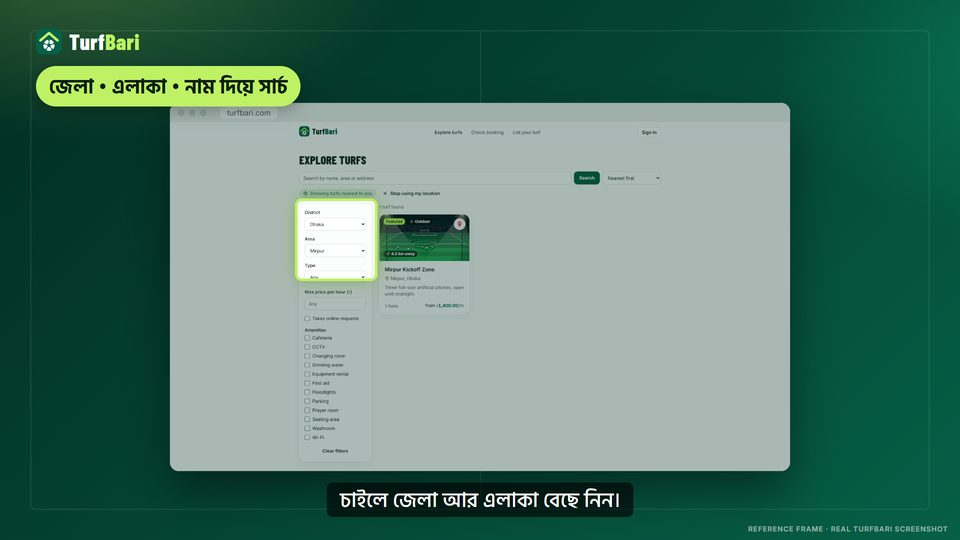 TurfBari
জেলা • এলাকা • নাম দিয়ে সার্চ
turfbari.com
TurfBari
Explore turfs
Check booking
List your turf
Sign in
EXPLORE TURFS
Search by name, area or address
Search
Nearest first
Showing turfs nearest to you
✕ Stop using my location
1 turf found
District
Dhaka
Area
Mirpur
Type
Any
Max price per hour (৳)
Any
Takes online requests
Amenities
Cafeteria
CCTV
Changing room
Drinking water
Equipment rental
First aid
Floodlights
Parking
Prayer room
Seating area
Washroom
Wi-Fi
Clear filters
Featured
Outdoor
4.3 km away
Mirpur Kickoff Zone
Mirpur, Dhaka
Three full-size artificial pitches, open
until midnight.
3 fields
from ৳1,400.00/hr
চাইলে জেলা আর এলাকা বেছে নিন।
REFERENCE FRAME · REAL TURFBARI SCREENSHOT